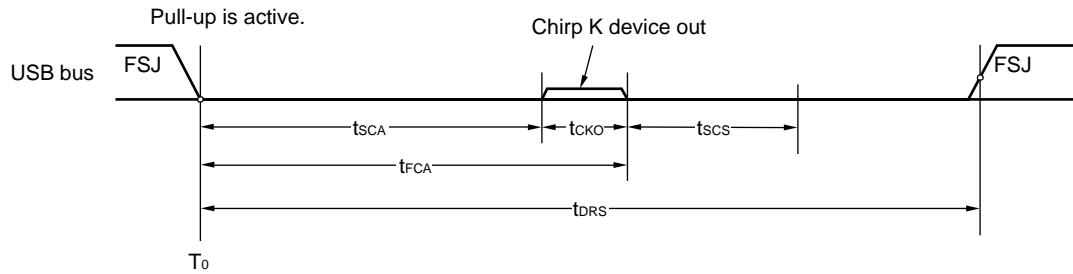 Pull-up is active.
Chirp K device out
USB bus
FSJ
FSJ
tSCA
tCKO
tSCS
tFCA
tDRS
T0